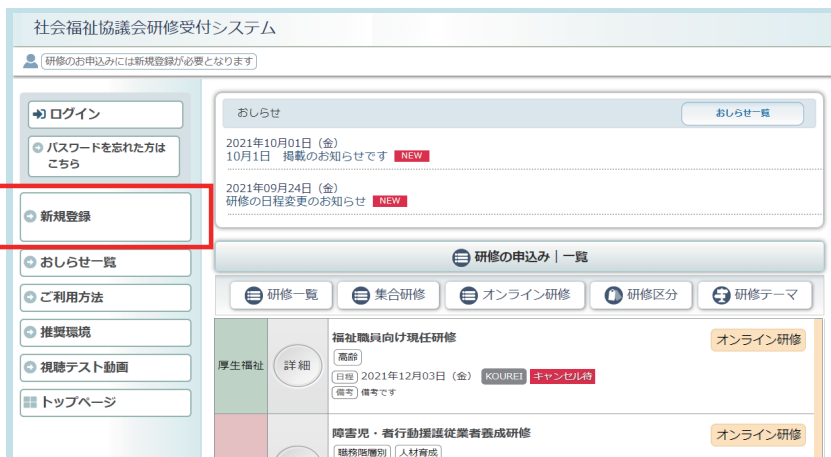 社会福祉協議会研修受付システム
研修のお申込みには新規登録が必要となります
ログイン
パスワードを忘れた方は
こちら
新規登録
おしらせ一覧
ご利用方法
推奨環境
視聴テスト動画
トップページ
おしらせ
おしらせ一覧
2021年10月01日（金）
10月1日　掲載のお知らせです NEW
2021年09月24日（金）
研修の日程変更のお知らせ NEW
研修の申込み｜一覧
研修一覧
集合研修
オンライン研修
研修区分
研修テーマ
厚生福祉
詳細
福祉職員向け現任研修
高齢
日程 2021年12月03日（金） KOUREI キャンセル待
備考 備考です
オンライン研修
障害児・者行動援護従業者養成研修
職務階層別 人材育成
オンライン研修